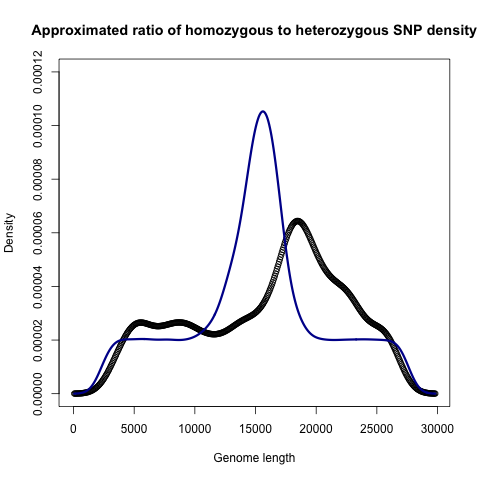 Approximated ratio of homozygous to heterozygous SNP density
0.00012
0.00010
0.00008
0.00006
0.00004
0.00002
0.00000
Density
0 5000 10000 15000 20000 25000 30000
Genome length